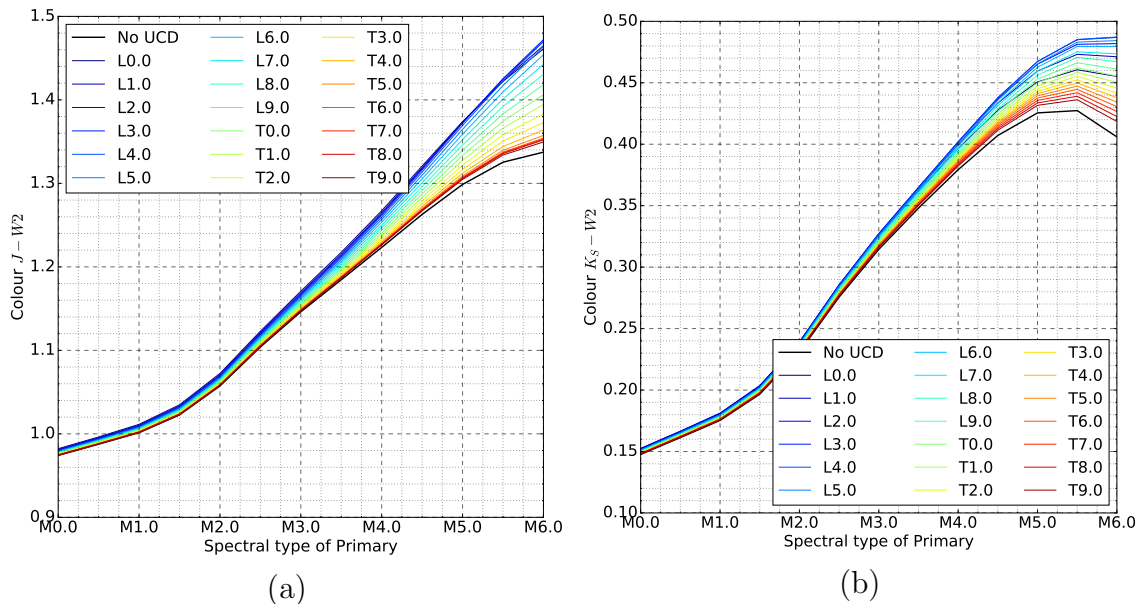 1.5
1.4
1.3
1.2
1.1
1.0
0.9
Colour J − W2
No UCD L6.0 T3.0
L0.0 L7.0 T4.0
L1.0 L8.0 T5.0
L2.0 L9.0 T6.0
L3.0 T0.0 T7.0
L4.0 T1.0 T8.0
L5.0 T2.0 T9.0
M0.0 M1.0 M2.0 M3.0 M4.0 M5.0 M6.0
Spectral type of Primary
(a)
0.50
0.45
0.40
0.35
0.30
0.25
0.20
0.15
0.10
Colour K_S − W2
No UCD L6.0 T3.0
L0.0 L7.0 T4.0
L1.0 L8.0 T5.0
L2.0 L9.0 T6.0
L3.0 T0.0 T7.0
L4.0 T1.0 T8.0
L5.0 T2.0 T9.0
M0.0 M1.0 M2.0 M3.0 M4.0 M5.0 M6.0
Spectral type of Primary
(b)